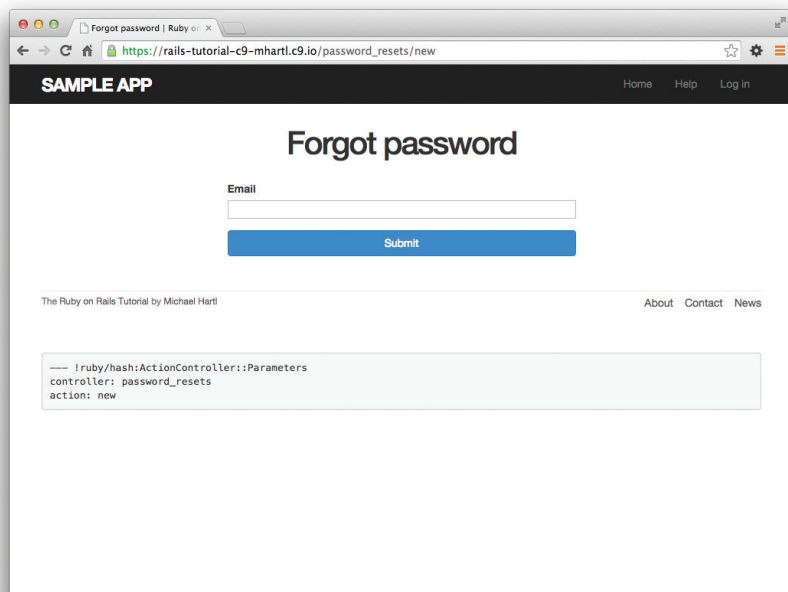 Forgot password | Ruby on
https://rails-tutorial-c9-mhartl.c9.io/password_resets/new
SAMPLE APP
Home Help Log in
Forgot password
Email
Submit
The Ruby on Rails Tutorial by Michael Hartl
About Contact News
--- !ruby/hash:ActionController::Parameters
controller: password_resets
action: new